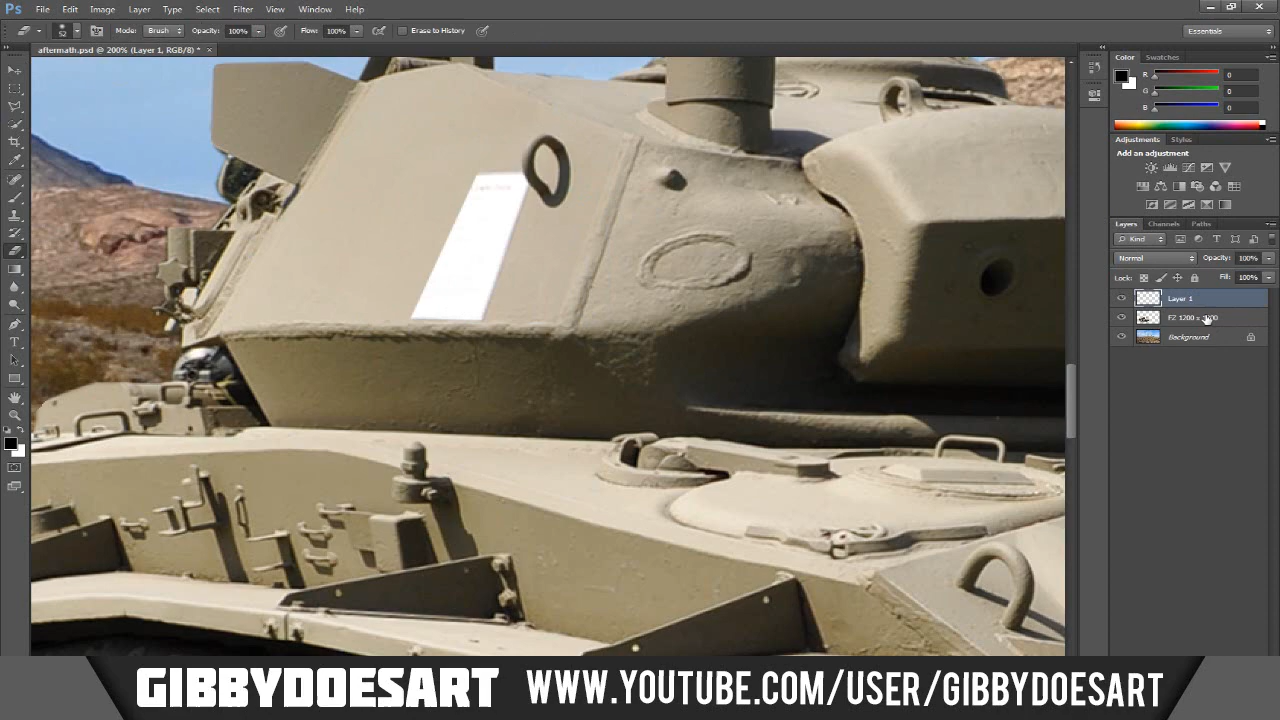 Ps File Edit Image Layer Type Select Filter View Window Help
52 Mode: Brush Opacity: 100% Flow: 100% Erase to History Essentials
aftermath.psd @ 200% (Layer 1, RGB/8) * ×
Color Swatches
R 0
G 0
B 0
Adjustments Styles
Add an adjustment
Layers Channels Paths
Kind
Normal Opacity: 100%
Lock: Fill: 100%
Layer 1
FZ 1200 x
Background
GIBBYDOESART WWW.YOUTUBE.COM/USER/GIBBYDOESART